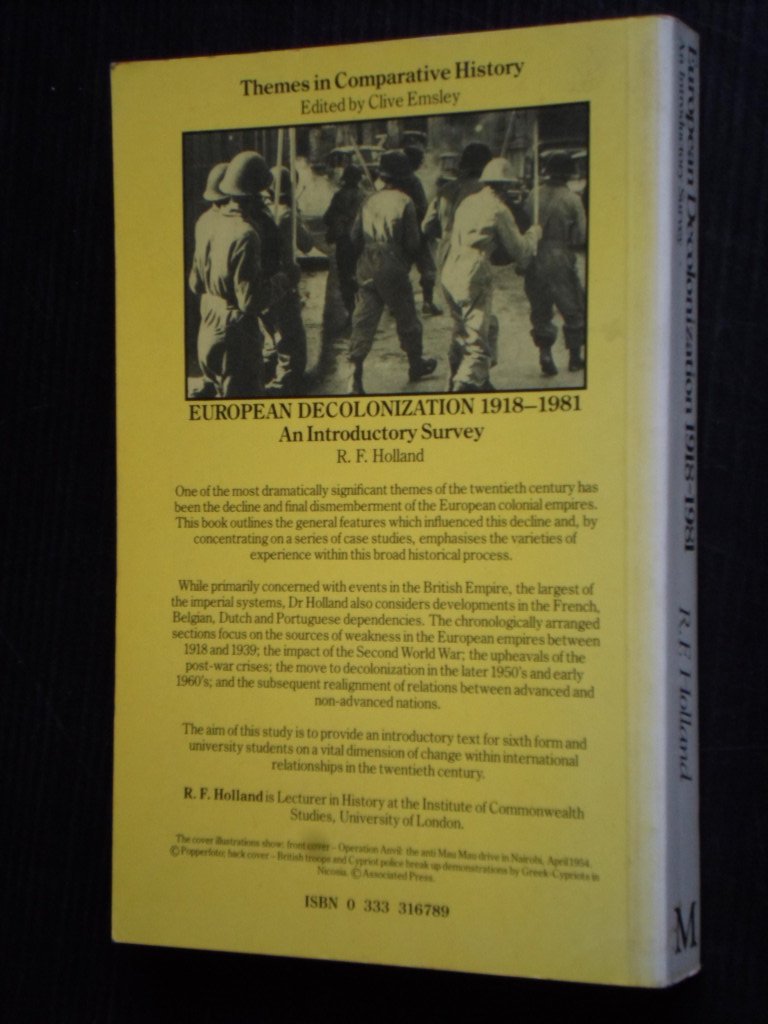 Themes in Comparative History
Edited by Clive Emsley
EUROPEAN DECOLONIZATION 1918–1981
An Introductory Survey
R. F. Holland
One of the most dramatically significant themes of the twentieth century has
been the decline and final dismemberment of the European colonial empires.
This book outlines the general features which influenced this decline and, by
concentrating on a series of case studies, emphasises the varieties of
experience within this broad historical process.
While primarily concerned with events in the British Empire, the largest of
the imperial systems, Dr Holland also considers developments in the French,
Belgian, Dutch and Portuguese dependencies. The chronologically arranged
sections focus on the sources of weakness in the European empires between
1918 and 1939; the impact of the Second World War; the upheavals of the
post-war crises; the move to decolonization in the later 1950's and early
1960's; and the subsequent realignment of relations between advanced and
non-advanced nations.
The aim of this study is to provide an introductory text for sixth form and
university students on a vital dimension of change within international
relationships in the twentieth century.
R. F. Holland is Lecturer in History at the Institute of Commonwealth
Studies, University of London.
The cover illustrations show: front cover – Operation Anvil: the anti Mau Mau drive in Nairobi, April 1954.
© Popperfoto; back cover – British troops and Cypriot police break up demonstrations by Greek-Cypriots in
Nicosia. © Associated Press.
ISBN 0 333 316789
European Decolonization 1918–1981
An Introductory Survey
R. F. Holland
M